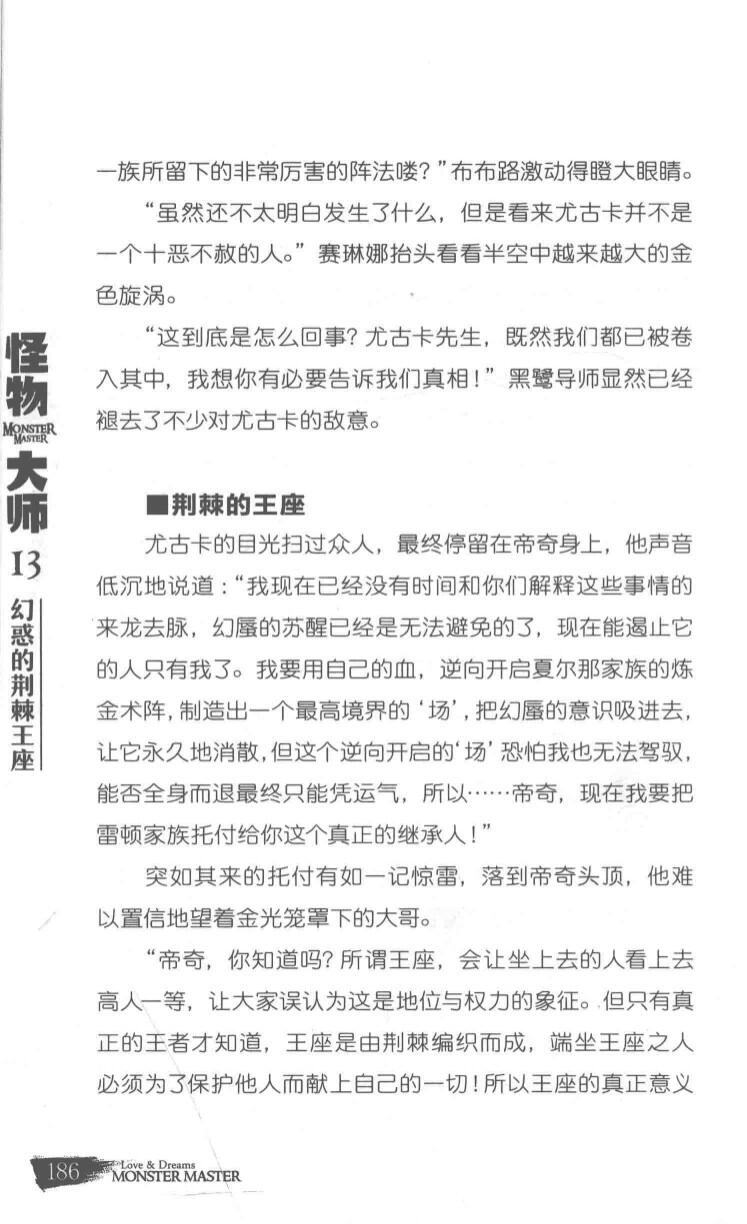 一族所留下的非常厉害的阵法喽？”布布路激动得瞪大眼睛。
“虽然还不太明白发生了什么，但是看来尤古卡并不是
一个十恶不赦的人。”赛琳娜抬头看看半空中越来越大的金
色旋涡。
“这到底是怎么回事？尤古卡先生，既然我们都已被卷
入其中，我想你有必要告诉我们真相！”黑鹭导师显然已经
褪去了不少对尤古卡的敌意。
■荆棘的王座
尤古卡的目光扫过众人，最终停留在帝奇身上，他声音
低沉地说道：“我现在已经没有时间和你们解释这些事情的
来龙去脉，幻蜃的苏醒已经是无法避免的了，现在能遏止它
的人只有我了。我要用自己的血，逆向开启夏尔那家族的炼
金术阵，制造出一个最高境界的‘场’，把幻蜃的意识吸进去，
让它永久地消散，但这个逆向开启的‘场’恐怕我也无法驾驭，
能否全身而退最终只能凭运气，所以……帝奇，现在我要把
雷顿家族托付给你这个真正的继承人！”
突如其来的托付有如一记惊雷，落到帝奇头顶，他难
以置信地望着金光笼罩下的大哥。
“帝奇，你知道吗？所谓王座，会让坐上去的人看上去
高人一等，让大家误认为这是地位与权力的象征。但只有真
正的王者才知道，王座是由荆棘编织而成，端坐王座之人
必须为了保护他人而献上自己的一切！所以王座的真正意义
怪物
MONSTER
MASTER
大师
13
幻惑的荆棘王座
186
Love & Dreams
MONSTER MASTER